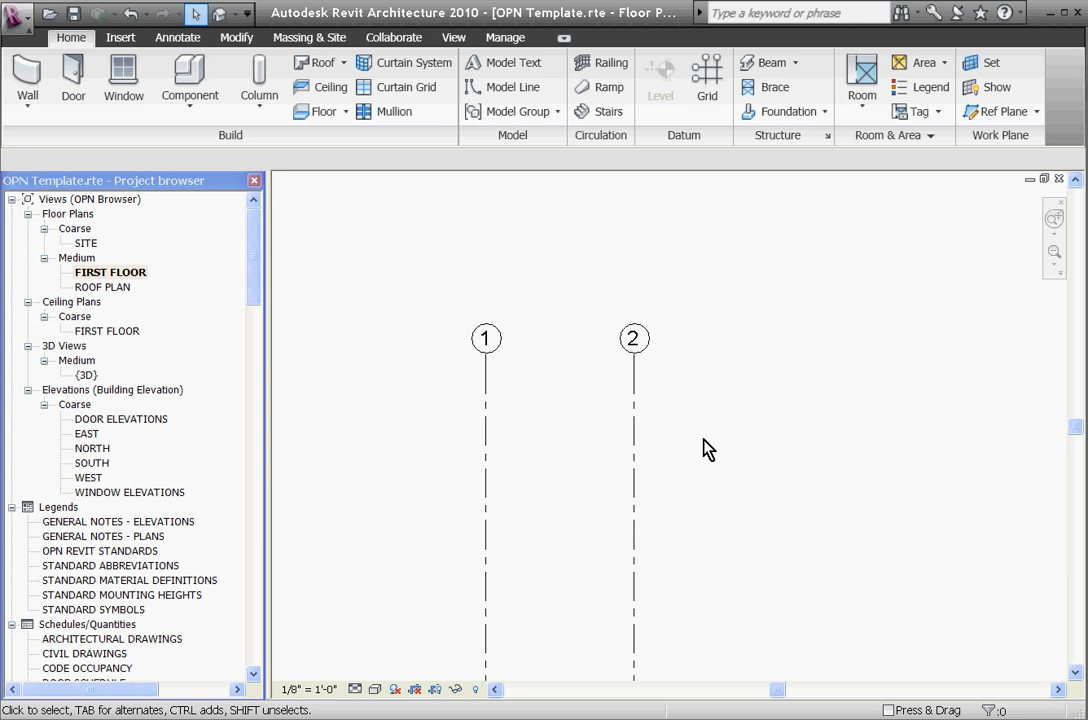 Autodesk Revit Architecture 2010 - [OPN Template.rte - Floor P...
Type a keyword or phrase
Home Insert Annotate Modify Massing & Site Collaborate View Manage
Wall Door Window Component Column
Roof Curtain System
Ceiling Curtain Grid
Floor Mullion
Build
Model Text
Model Line
Model Group
Model
Railing
Ramp
Stairs
Circulation
Level Grid
Datum
Beam
Brace
Foundation
Structure
Room
Area
Legend
Tag
Room & Area
Set
Show
Ref Plane
Work Plane
OPN Template.rte - Project browser
Views (OPN Browser)
Floor Plans
Coarse
SITE
Medium
FIRST FLOOR
ROOF PLAN
Ceiling Plans
Coarse
FIRST FLOOR
3D Views
Medium
{3D}
Elevations (Building Elevation)
Coarse
DOOR ELEVATIONS
EAST
NORTH
SOUTH
WEST
WINDOW ELEVATIONS
Legends
GENERAL NOTES - ELEVATIONS
GENERAL NOTES - PLANS
OPN REVIT STANDARDS
STANDARD ABBREVIATIONS
STANDARD MATERIAL DEFINITIONS
STANDARD MOUNTING HEIGHTS
STANDARD SYMBOLS
Schedules/Quantities
ARCHITECTURAL DRAWINGS
CIVIL DRAWINGS
CODE OCCUPANCY
1 2
1/8" = 1'-0"
Click to select, TAB for alternates, CTRL adds, SHIFT unselects.
Press & Drag :0